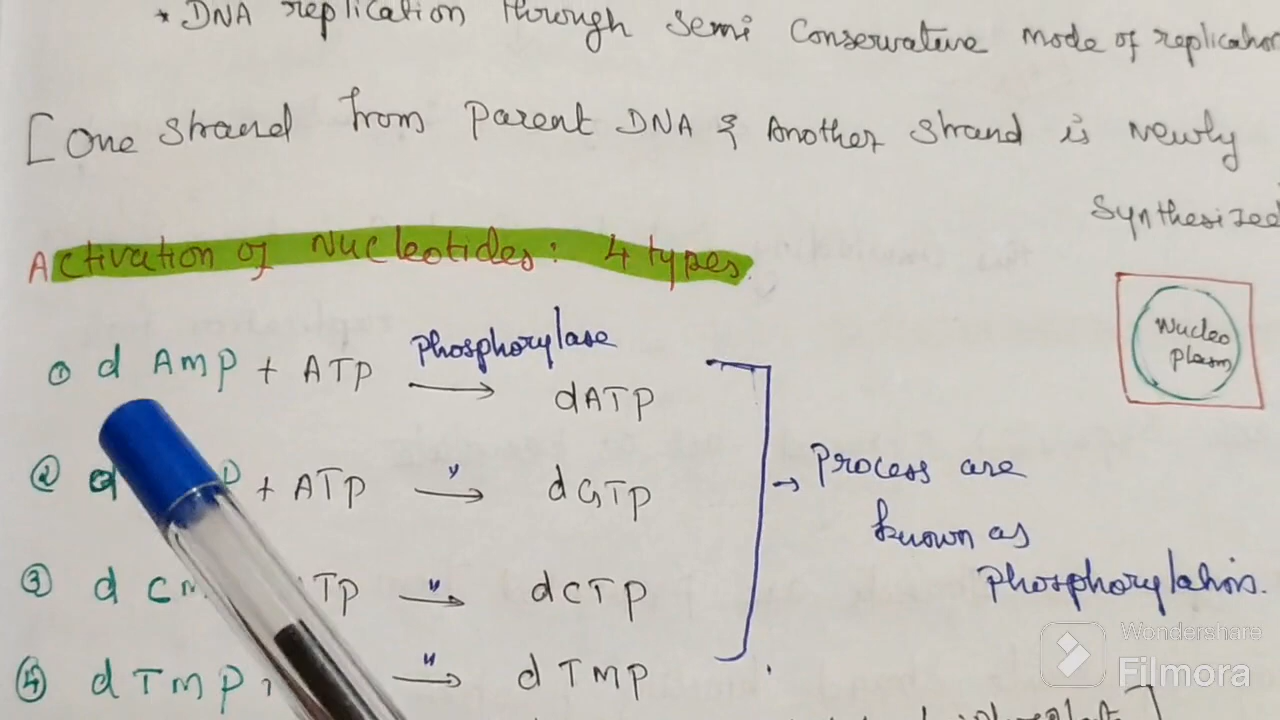 * DNA replication through Semi Conservative mode of replication
[One strand from parent DNA & Another strand is newly
synthesized
Activation of Nucleotides: 4 types.
① d AMP + ATP phosphorylase → dATP
② d P + ATP " → dGTP
③ d CM TP " → dCTP
④ d TMP + " → d TMP
→ Process are
known as
phosphorylation.
Nucleo
plasm
Wondershare
Filmora